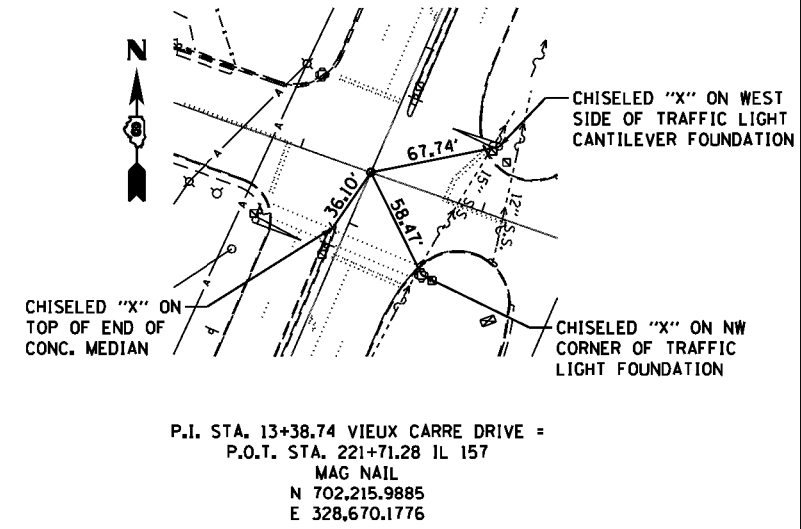 N
CHISELED "X" ON WEST
SIDE OF TRAFFIC LIGHT
CANTILEVER FOUNDATION
67.74'
36.10'
58.47'
15" S.S.
12" S.S.
A
A
A
A
A
A
CHISELED "X" ON
TOP OF END OF
CONC. MEDIAN
CHISELED "X" ON NW
CORNER OF TRAFFIC
LIGHT FOUNDATION
P.I. STA. 13+38.74 VIEUX CARRE DRIVE =
P.O.T. STA. 221+71.28 IL 157
MAG NAIL
N 702,215.9885
E 328,670.1776